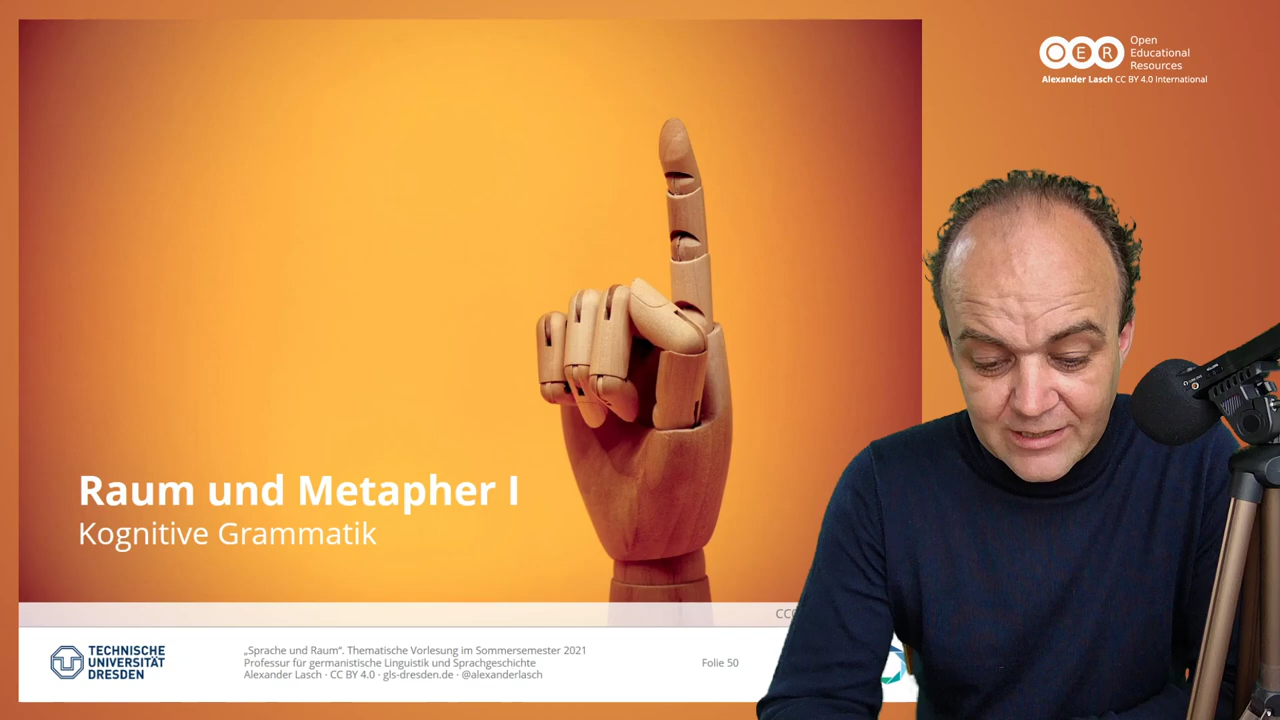 OER
Open
Educational
Resources
Alexander Lasch CC BY 4.0 International
Raum und Metapher I
Kognitive Grammatik
TECHNISCHE
UNIVERSITÄT
DRESDEN
„Sprache und Raum“. Thematische Vorlesung im Sommersemester 2021
Professur für germanistische Linguistik und Sprachgeschichte
Alexander Lasch · CC BY 4.0 · gls-dresden.de · @alexanderlasch
Folie 50